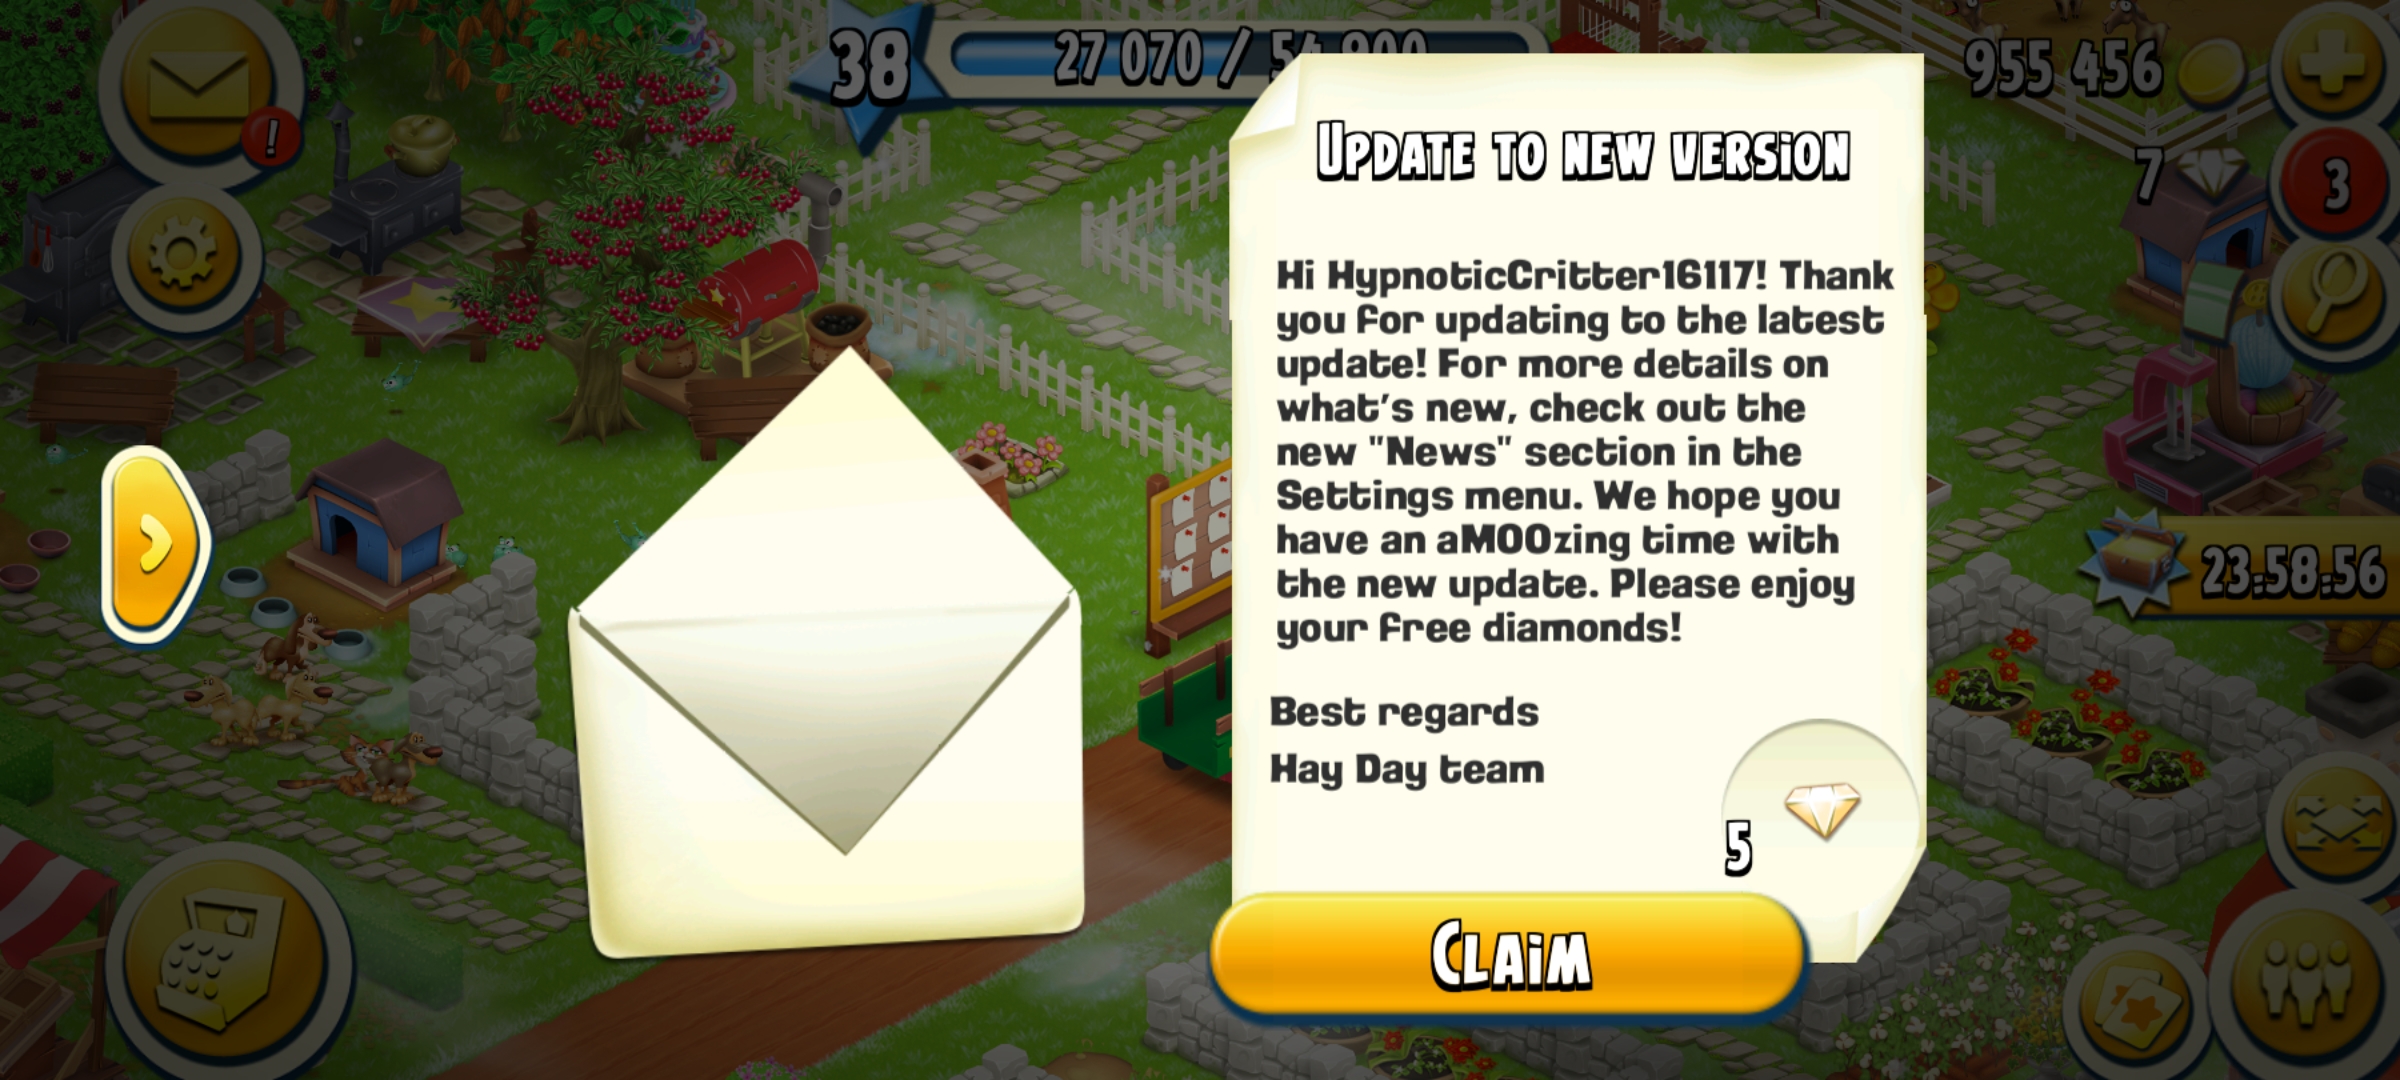 38
27 070 / 54 900
955 456
7
3
!
UPDATE TO NEW VERSION
Hi HypnoticCritter16117! Thank
you for updating to the latest
update! For more details on
what's new, check out the
new "News" section in the
Settings menu. We hope you
have an aMOOzing time with
the new update. Please enjoy
your free diamonds!
Best regards
Hay Day team
5
CLAIM
23:58:56